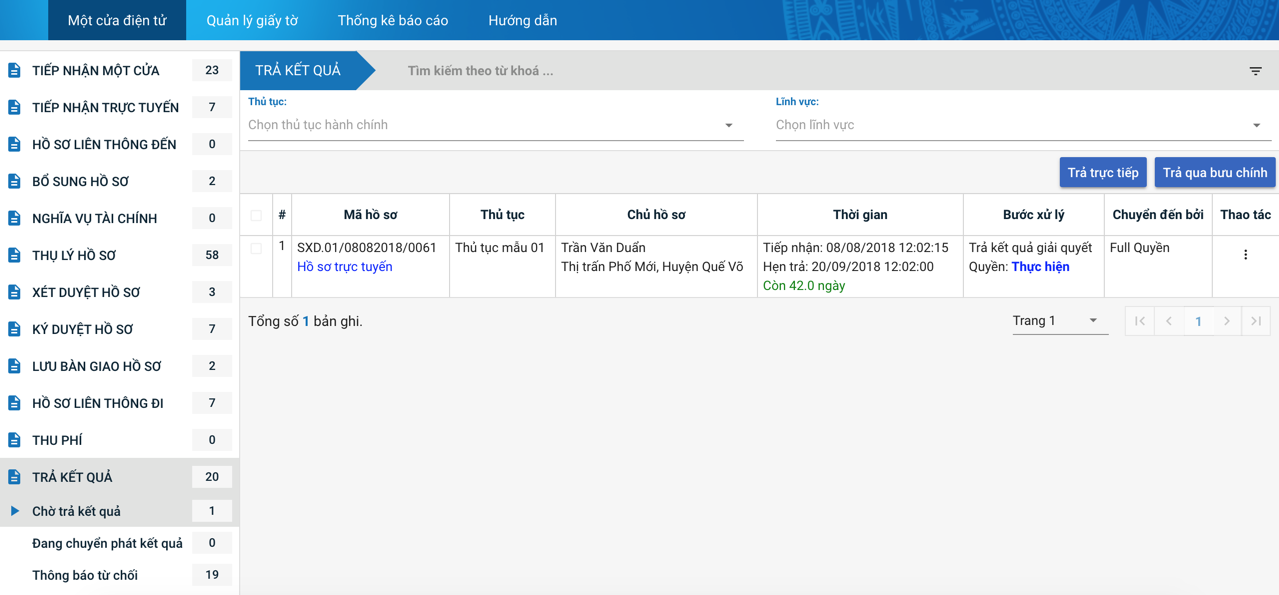 Một cửa điện tử Quản lý giấy tờ Thống kê báo cáo Hướng dẫn
TIẾP NHẬN MỘT CỬA 23
TIẾP NHẬN TRỰC TUYẾN 7
HỒ SƠ LIÊN THÔNG ĐẾN 0
BỔ SUNG HỒ SƠ 2
NGHĨA VỤ TÀI CHÍNH 0
THỤ LÝ HỒ SƠ 58
XÉT DUYỆT HỒ SƠ 3
KÝ DUYỆT HỒ SƠ 7
LƯU BÀN GIAO HỒ SƠ 2
HỒ SƠ LIÊN THÔNG ĐI 7
THU PHÍ 0
TRẢ KẾT QUẢ 20
Chờ trả kết quả 1
Đang chuyển phát kết quả 0
Thông báo từ chối 19
TRẢ KẾT QUẢ Tìm kiếm theo từ khoá ...
Thủ tục: Lĩnh vực:
Chọn thủ tục hành chính Chọn lĩnh vực
Trả trực tiếp Trả qua bưu chính
# Mã hồ sơ Thủ tục Chủ hồ sơ Thời gian Bước xử lý Chuyển đến bởi Thao tác
1 SXD.01/08082018/0061 Thủ tục mẫu 01 Trần Văn Duẩn Tiếp nhận: 08/08/2018 12:02:15 Trả kết quả giải quyết Full Quyền
Hồ sơ trực tuyến Thị trấn Phố Mới, Huyện Quế Võ Hẹn trả: 20/09/2018 12:02:00 Quyền: Thực hiện
Còn 42.0 ngày
Tổng số 1 bản ghi. Trang 1 1